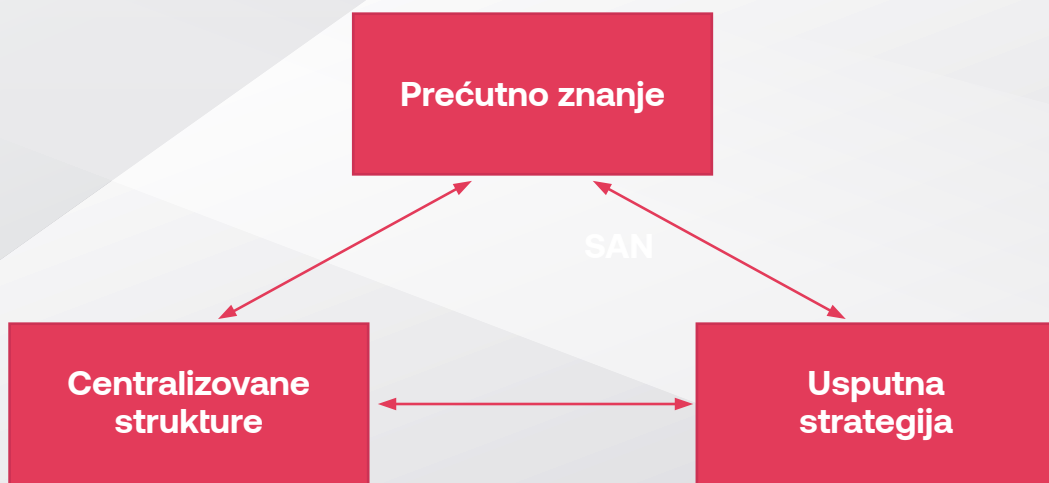 Prećutno znanje
SAN
Centralizovane
strukture
Usputna
strategija